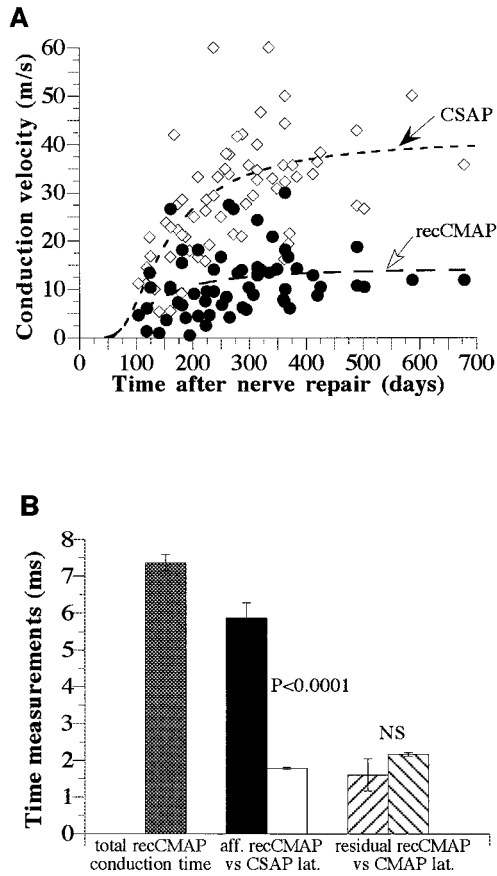 A
Conduction velocity (m/s)
60
50
40
30
20
10
0
CSAP
recCMAP
0 100 200 300 400 500 600 700
Time after nerve repair (days)
B
Time measurements (ms)
8
7
6
5
4
3
2
1
0
P<0.0001
NS
total recCMAP
conduction time
aff. recCMAP
vs CSAP lat.
residual recCMAP
vs CMAP lat.